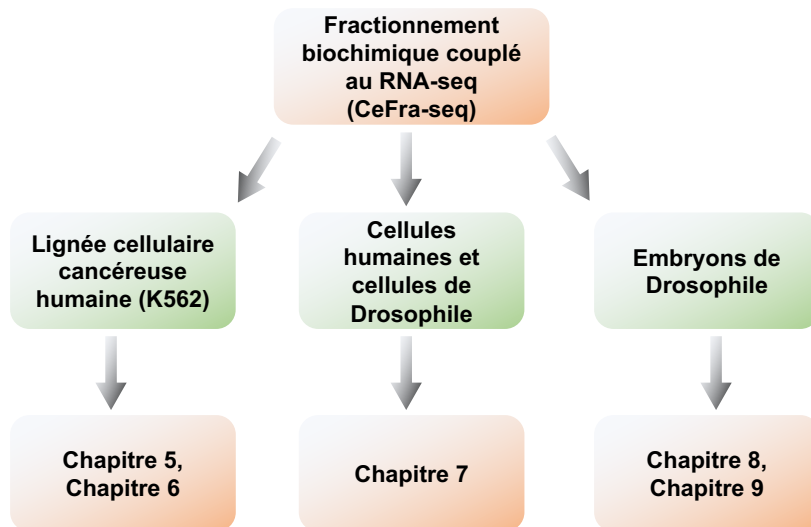 Fractionnement
biochimique couplé
au RNA-seq
(CeFra-seq)
Lignée cellulaire
cancéreuse
humaine (K562)
Cellules
humaines et
cellules de
Drosophile
Embryons de
Drosophile
Chapitre 5,
Chapitre 6
Chapitre 7
Chapitre 8,
Chapitre 9